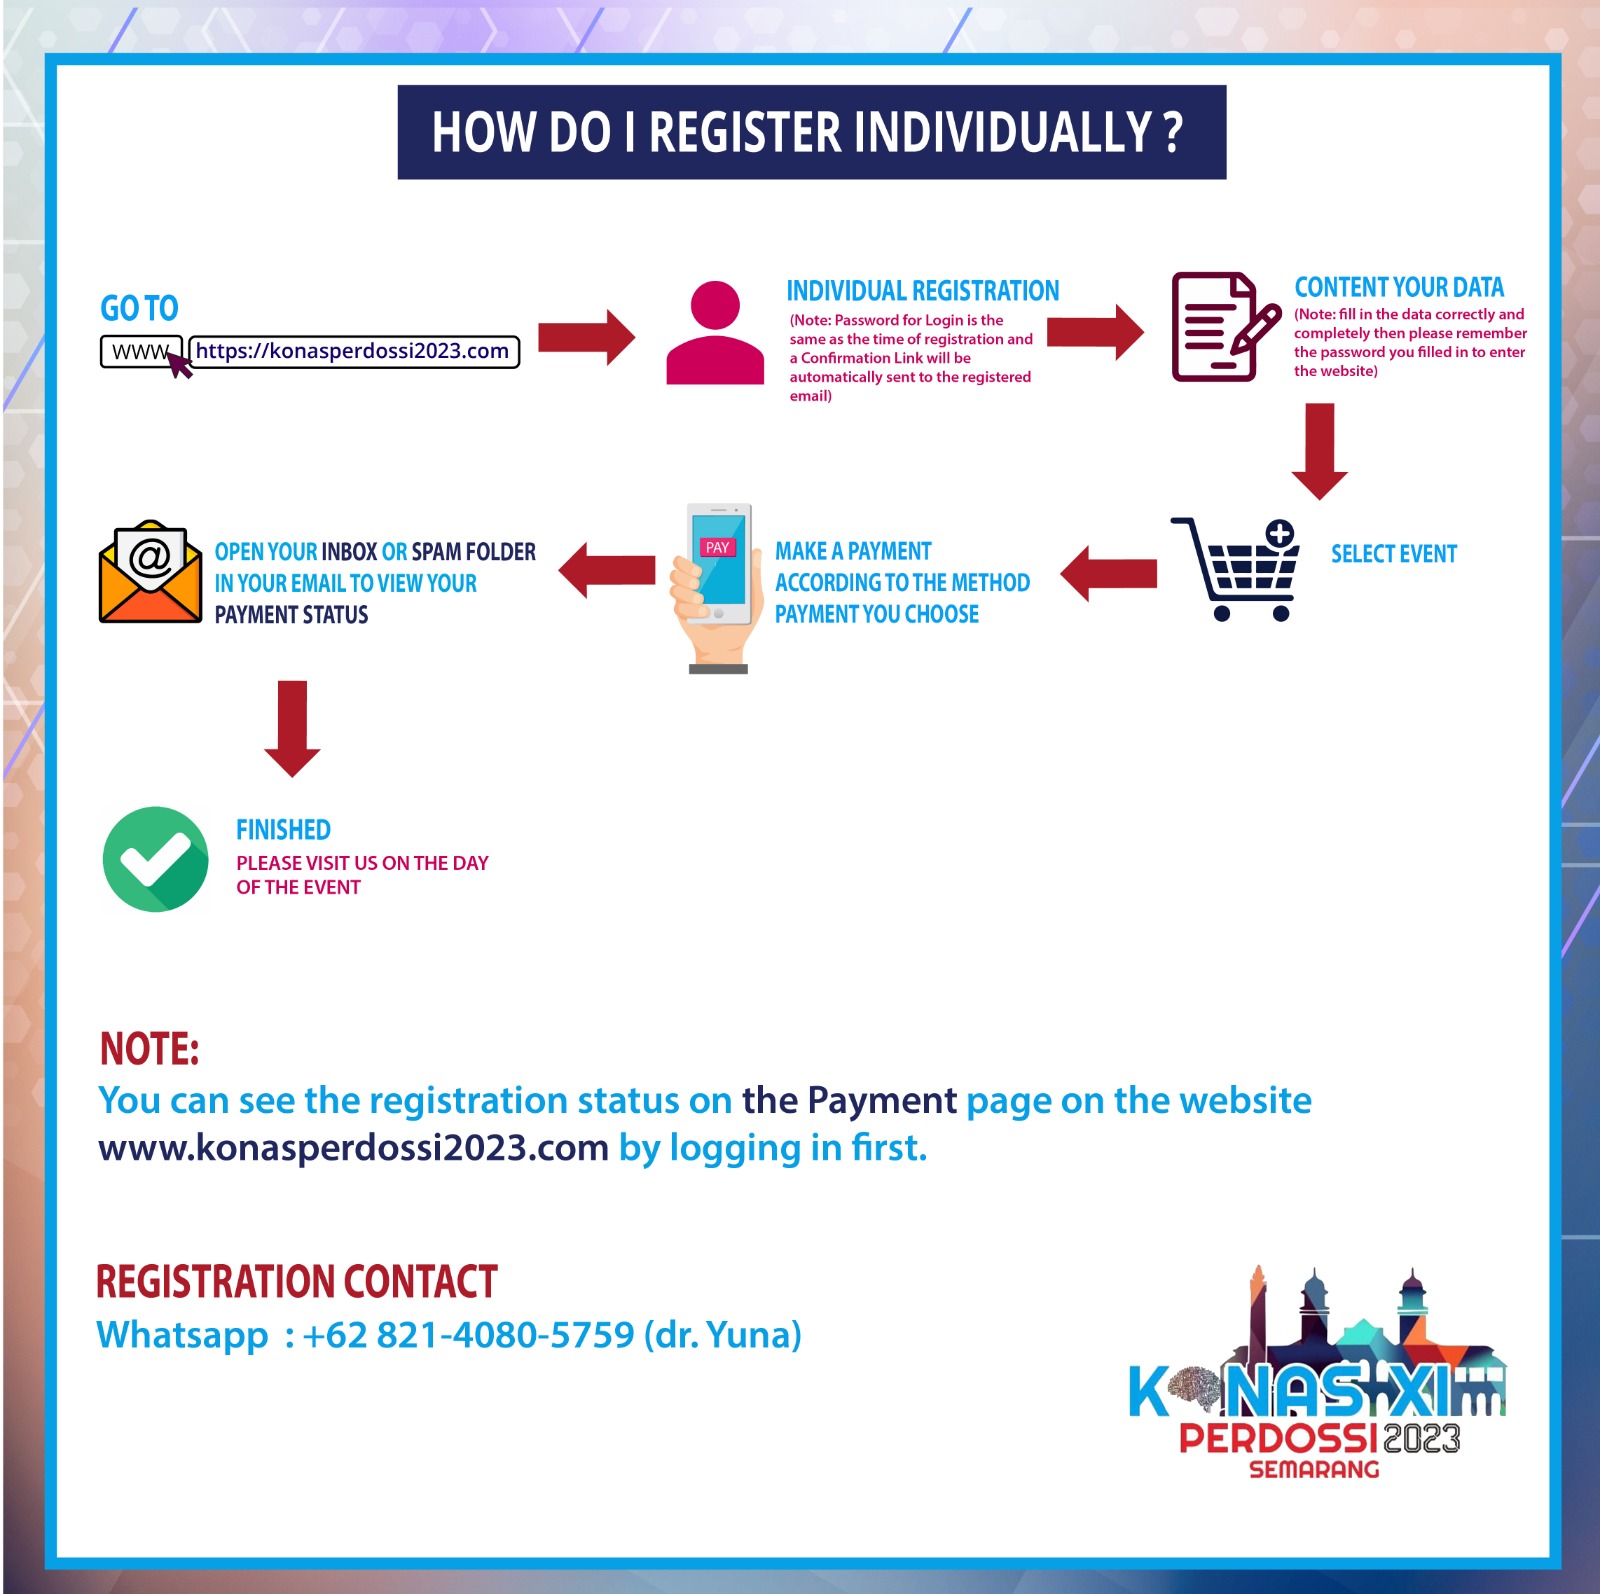 HOW DO I REGISTER INDIVIDUALLY ?
GO TO
WWW. https://konasperdossi2023.com
INDIVIDUAL REGISTRATION
(Note: Password for Login is the
same as the time of registration and
a Confirmation Link will be
automatically sent to the registered
email)
CONTENT YOUR DATA
(Note: fill in the data correctly and
completely then please remember
the password you filled in to enter
the website)
SELECT EVENT
PAY
MAKE A PAYMENT
ACCORDING TO THE METHOD
PAYMENT YOU CHOOSE
@
OPEN YOUR INBOX OR SPAM FOLDER
IN YOUR EMAIL TO VIEW YOUR
PAYMENT STATUS
FINISHED
PLEASE VISIT US ON THE DAY
OF THE EVENT
NOTE:
You can see the registration status on the Payment page on the website
www.konasperdossi2023.com by logging in first.
REGISTRATION CONTACT
Whatsapp : +62 821-4080-5759 (dr. Yuna)
KONAS XI
PERDOSSI 2023
SEMARANG